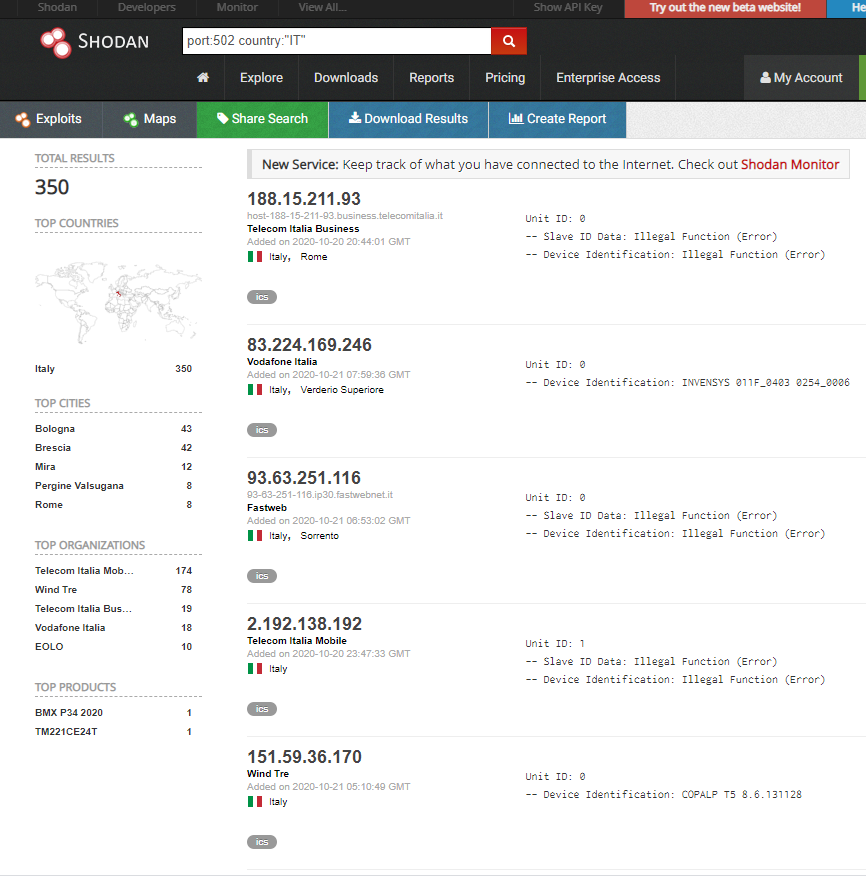 Shodan Developers Monitor View All... Show API Key Try out the new beta website! He
SHODAN
port:502 country:"IT"
Explore Downloads Reports Pricing Enterprise Access My Account
Exploits Maps Share Search Download Results Create Report
TOTAL RESULTS
350
TOP COUNTRIES
Italy 350
TOP CITIES
Bologna 43
Brescia 42
Mira 12
Pergine Valsugana 8
Rome 8
TOP ORGANIZATIONS
Telecom Italia Mob... 174
Wind Tre 78
Telecom Italia Bus... 19
Vodafone Italia 18
EOLO 10
TOP PRODUCTS
BMX P34 2020 1
TM221CE24T 1
New Service: Keep track of what you have connected to the Internet. Check out Shodan Monitor
188.15.211.93
host-188-15-211-93.business.telecomitalia.it
Telecom Italia Business
Added on 2020-10-20 20:44:01 GMT
Italy, Rome
ics
Unit ID: 0
-- Slave ID Data: Illegal Function (Error)
-- Device Identification: Illegal Function (Error)
83.224.169.246
Vodafone Italia
Added on 2020-10-21 07:59:36 GMT
Italy, Verderio Superiore
ics
Unit ID: 0
-- Device Identification: INVENSYS 011F_0403 0254_0006
93.63.251.116
93-63-251-116.ip30.fastwebnet.it
Fastweb
Added on 2020-10-21 06:53:02 GMT
Italy, Sorrento
ics
Unit ID: 0
-- Slave ID Data: Illegal Function (Error)
-- Device Identification: Illegal Function (Error)
2.192.138.192
Telecom Italia Mobile
Added on 2020-10-20 23:47:33 GMT
Italy
ics
Unit ID: 1
-- Slave ID Data: Illegal Function (Error)
-- Device Identification: Illegal Function (Error)
151.59.36.170
Wind Tre
Added on 2020-10-21 05:10:49 GMT
Italy
ics
Unit ID: 0
-- Device Identification: COPALP T5 8.6.131128